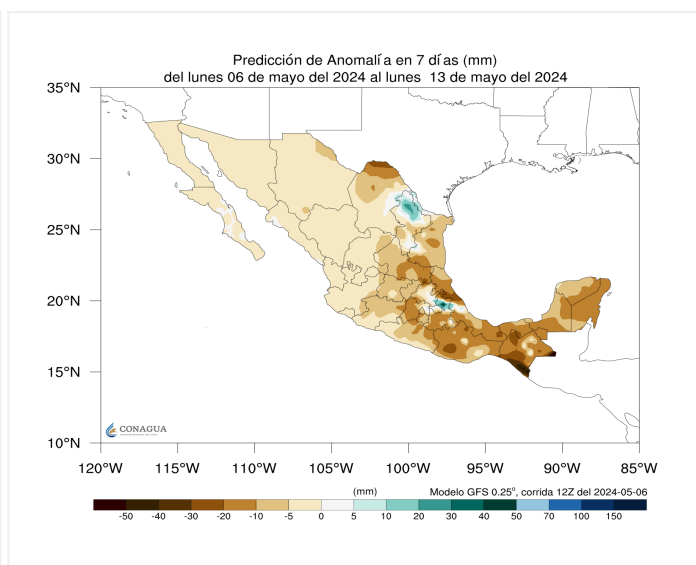 Predicción de Anomalía en 7 días (mm)
del lunes 06 de mayo del 2024 al lunes 13 de mayo del 2024
35°N
30°N
25°N
20°N
15°N
10°N
CONAGUA
120°W 115°W 110°W 105°W 100°W 95°W 90°W 85°W
(mm) Modelo GFS 0.25°, corrida 12Z del 2024-05-06
-50 -40 -30 -20 -10 -5 0 5 10 20 30 40 50 70 100 150